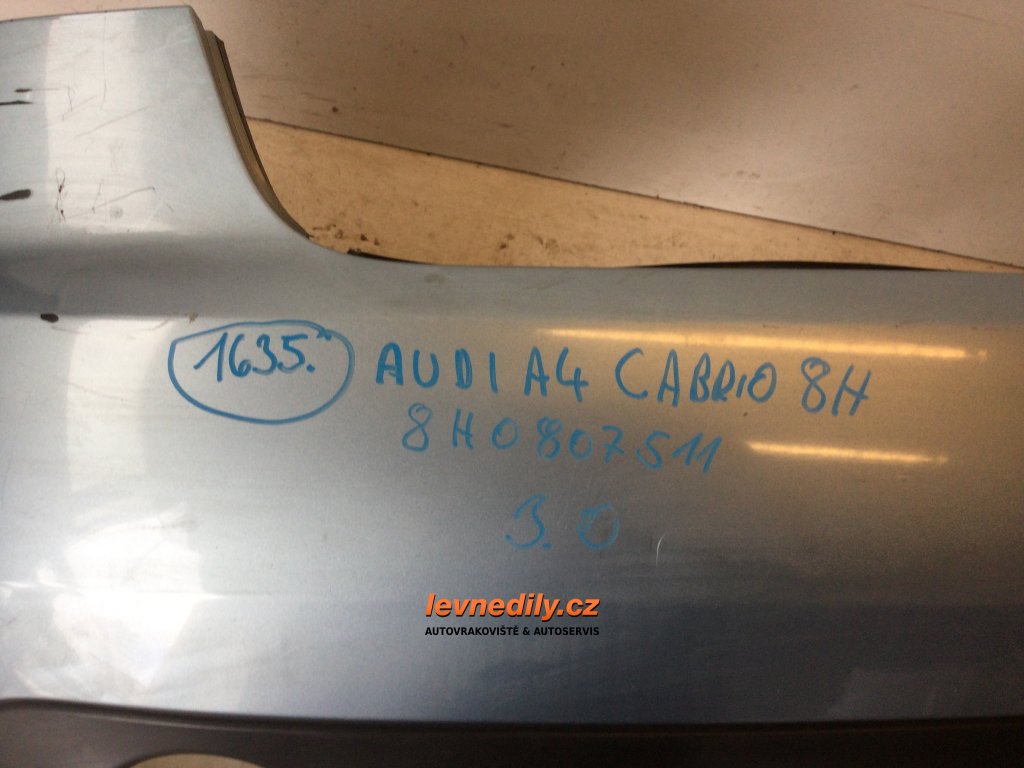 1635. AUDI A4 CABRIO 8H
8H0807511
3.0
levnedily.cz
AUTOVRAKOVIŠTĚ & AUTOSERVIS